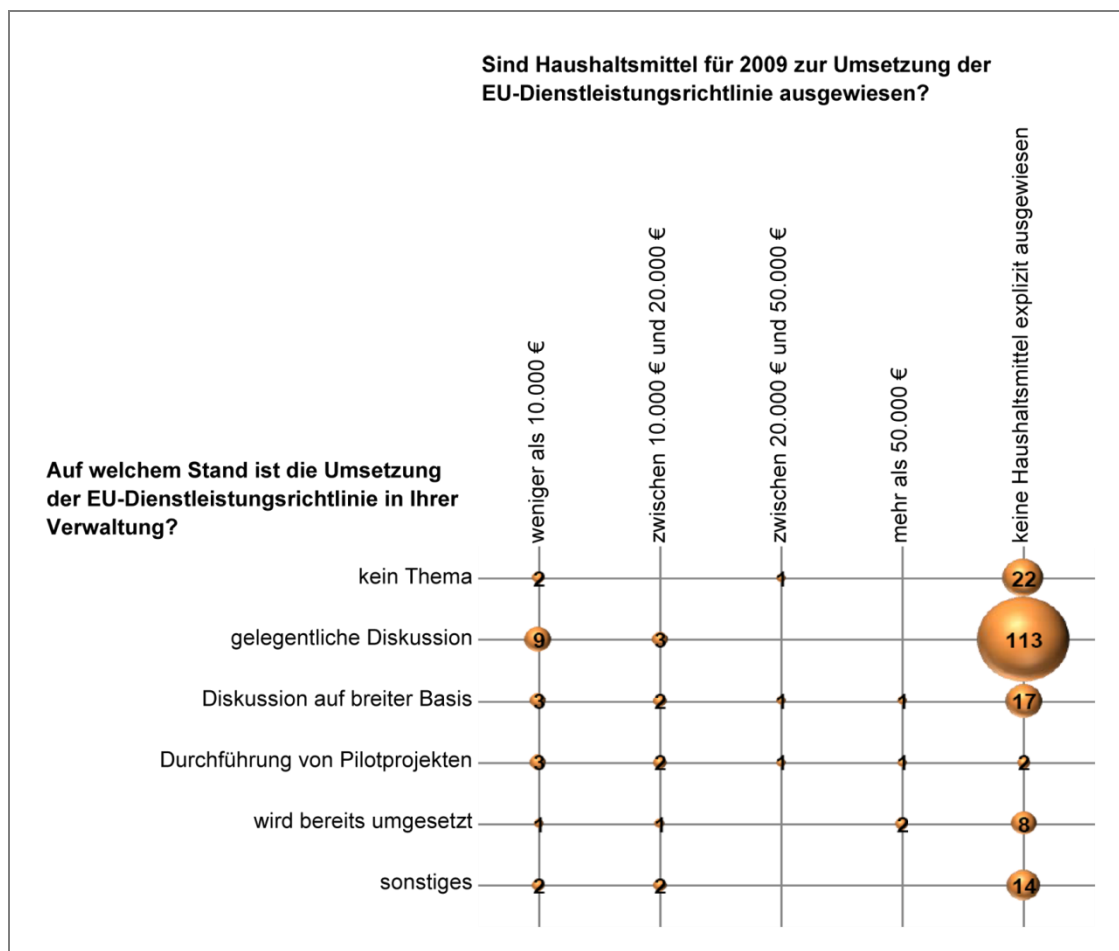 Sind Haushaltsmittel für 2009 zur Umsetzung der
EU-Dienstleistungsrichtlinie ausgewiesen?
weniger als 10.000 €
zwischen 10.000 € und 20.000 €
zwischen 20.000 € und 50.000 €
mehr als 50.000 €
keine Haushaltsmittel explizit ausgewiesen
Auf welchem Stand ist die Umsetzung
der EU-Dienstleistungsrichtlinie in Ihrer
Verwaltung?
kein Thema 2 1 22
gelegentliche Diskussion 9 3 113
Diskussion auf breiter Basis 3 2 1 1 17
Durchführung von Pilotprojekten 3 2 1 1 2
wird bereits umgesetzt 1 1 2 8
sonstiges 2 2 14